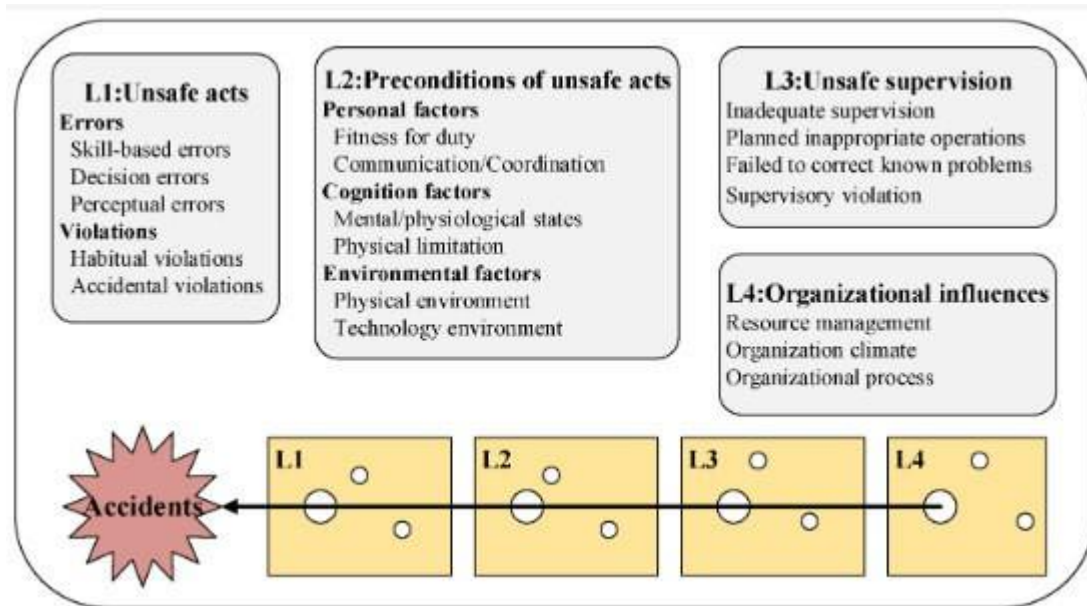 L1:Unsafe acts
Errors
Skill-based errors
Decision errors
Perceptual errors
Violations
Habitual violations
Accidental violations
L2:Preconditions of unsafe acts
Personal factors
Fitness for duty
Communication/Coordination
Cognition factors
Mental/physiological states
Physical limitation
Environmental factors
Physical environment
Technology environment
L3:Unsafe supervision
Inadequate supervision
Planned inappropriate operations
Failed to correct known problems
Supervisory violation
L4:Organizational influences
Resource management
Organization climate
Organizational process
Accidents
L1
L2
L3
L4